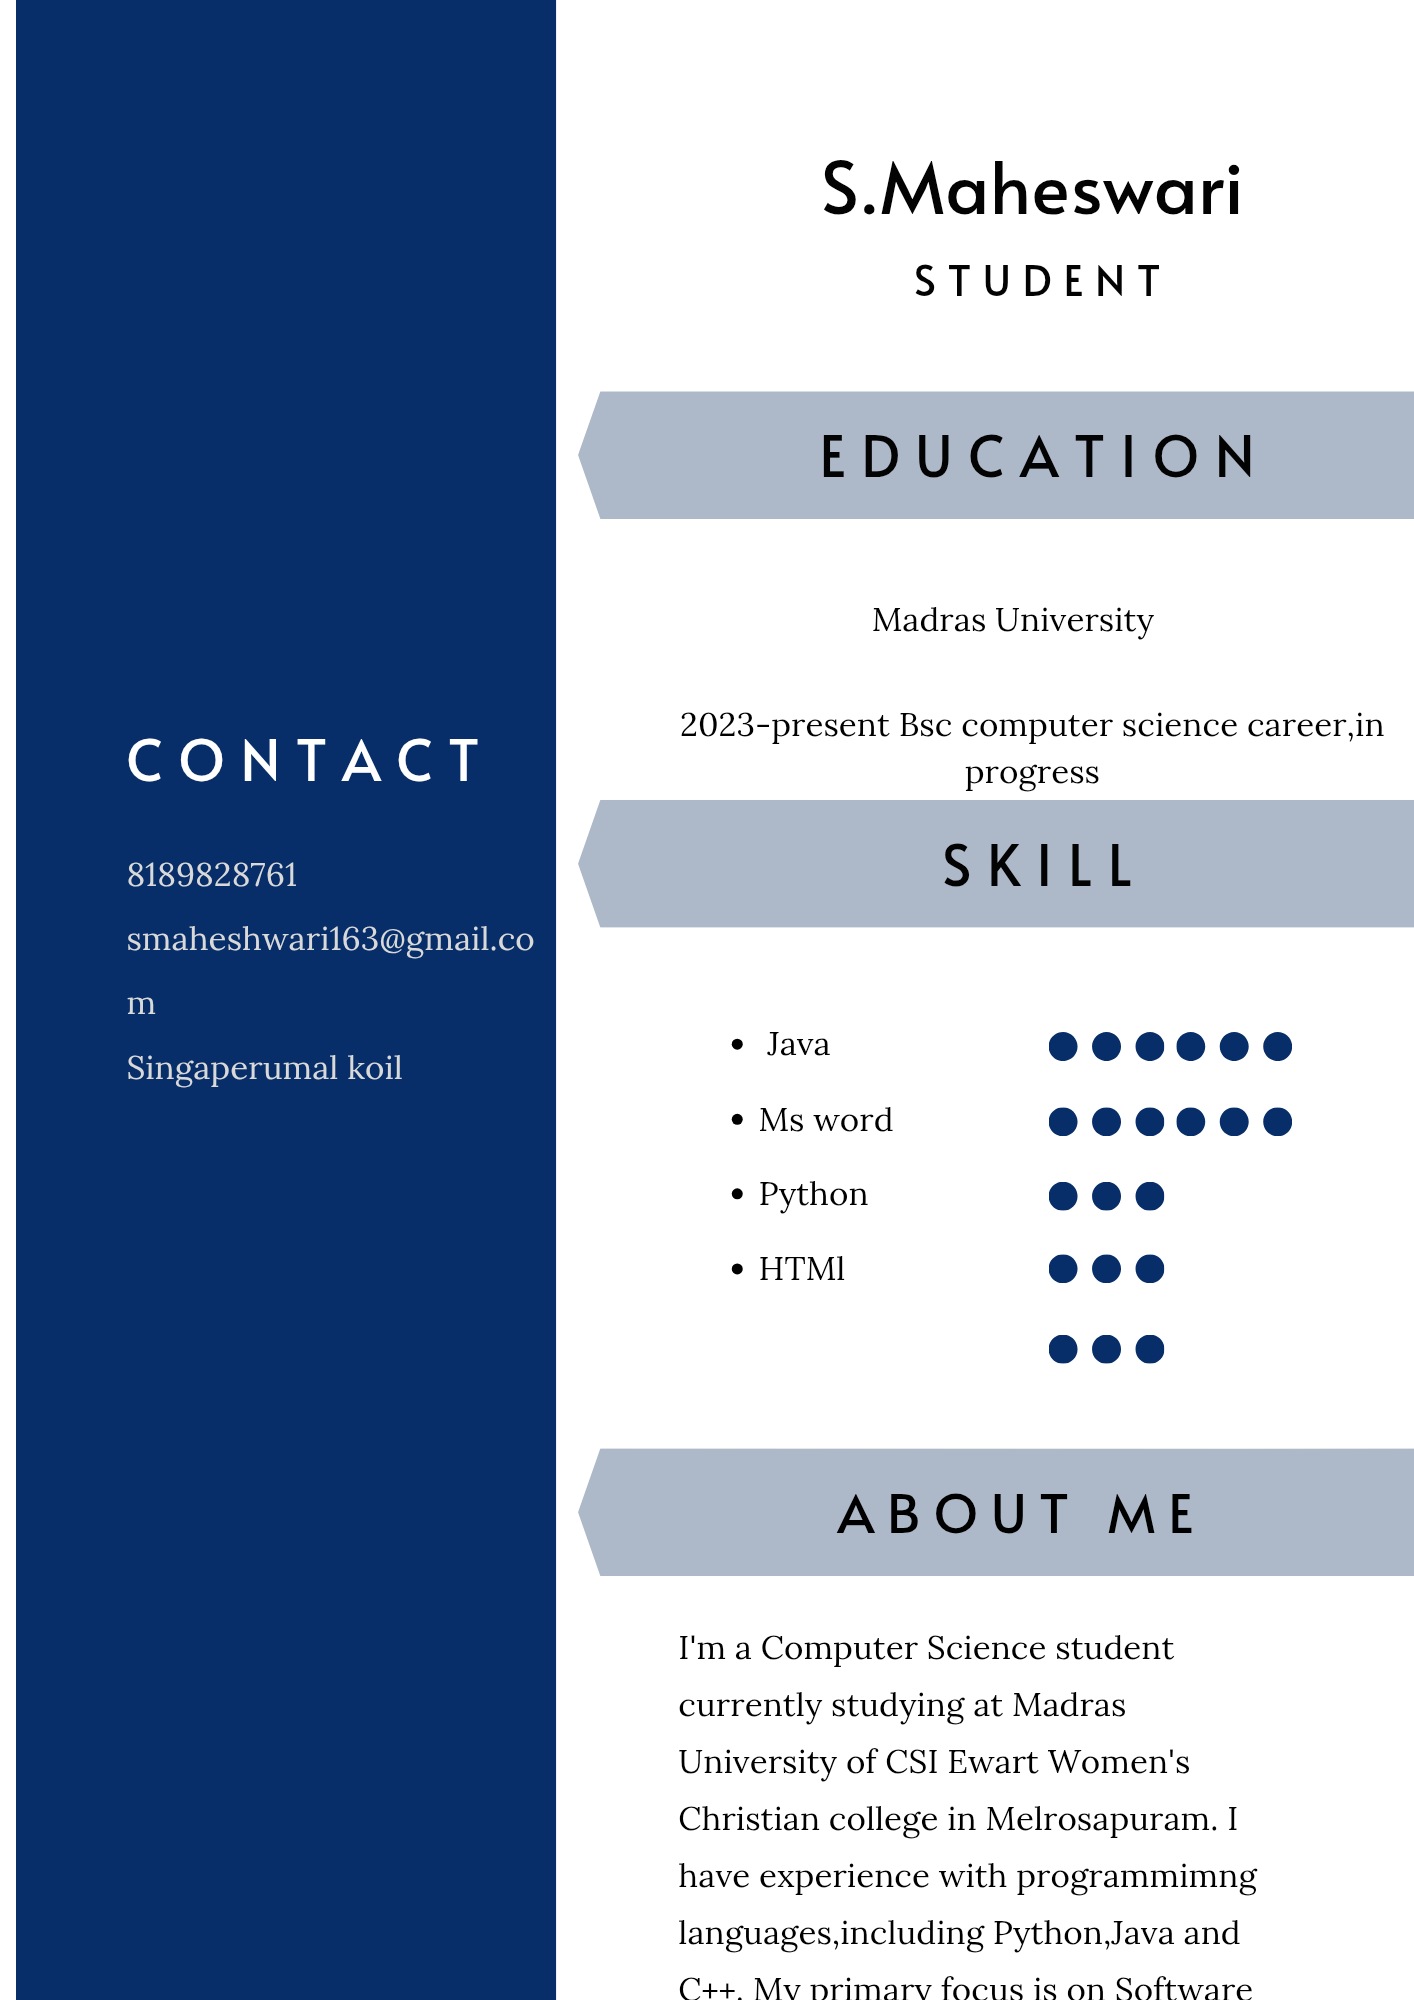 S.Maheswari
STUDENT
EDUCATION
Madras University
2023-present Bsc computer science career,in
progress
CONTACT
8189828761
smaheshwari163@gmail.co
m
Singaperumal koil
SKILL
• Java
• Ms word
• Python
• HTMl
ABOUT ME
I'm a Computer Science student
currently studying at Madras
University of CSI Ewart Women's
Christian college in Melrosapuram. I
have experience with programmimng
languages,including Python,Java and
C++. My primary focus is on Software